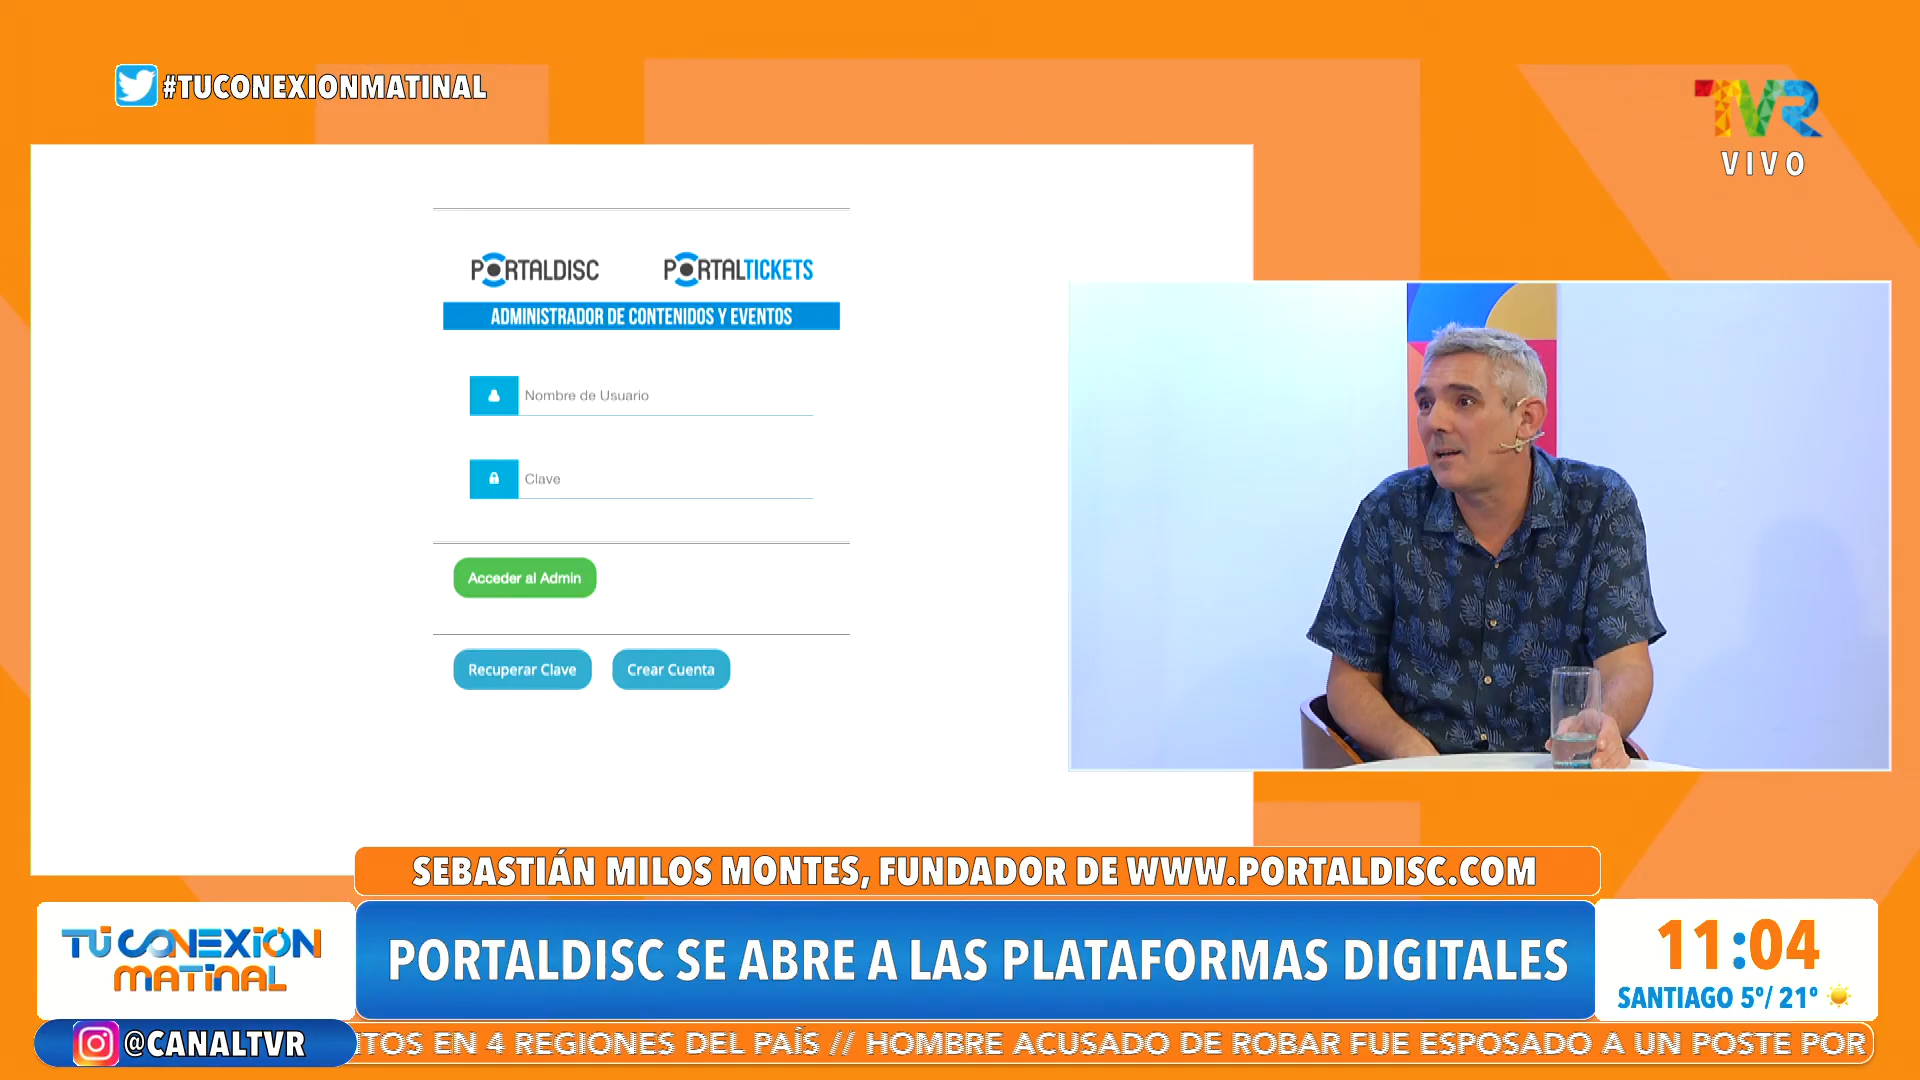 #TUCONEXIONMATINAL
TVR
VIVO
PORTALDISC
PORTALTICKETS
ADMINISTRADOR DE CONTENIDOS Y EVENTOS
Nombre de Usuario
Clave
Acceder al Admin
Recuperar Clave
Crear Cuenta
SEBASTIÁN MILOS MONTES, FUNDADOR DE WWW.PORTALDISC.COM
TÚ CONEXIÓN
MATINAL
PORTALDISC SE ABRE A LAS PLATAFORMAS DIGITALES
11:04
SANTIAGO 5º/ 21º
@CANALTVR
TOS EN 4 REGIONES DEL PAÍS // HOMBRE ACUSADO DE ROBAR FUE ESPOSADO A UN POSTE POR